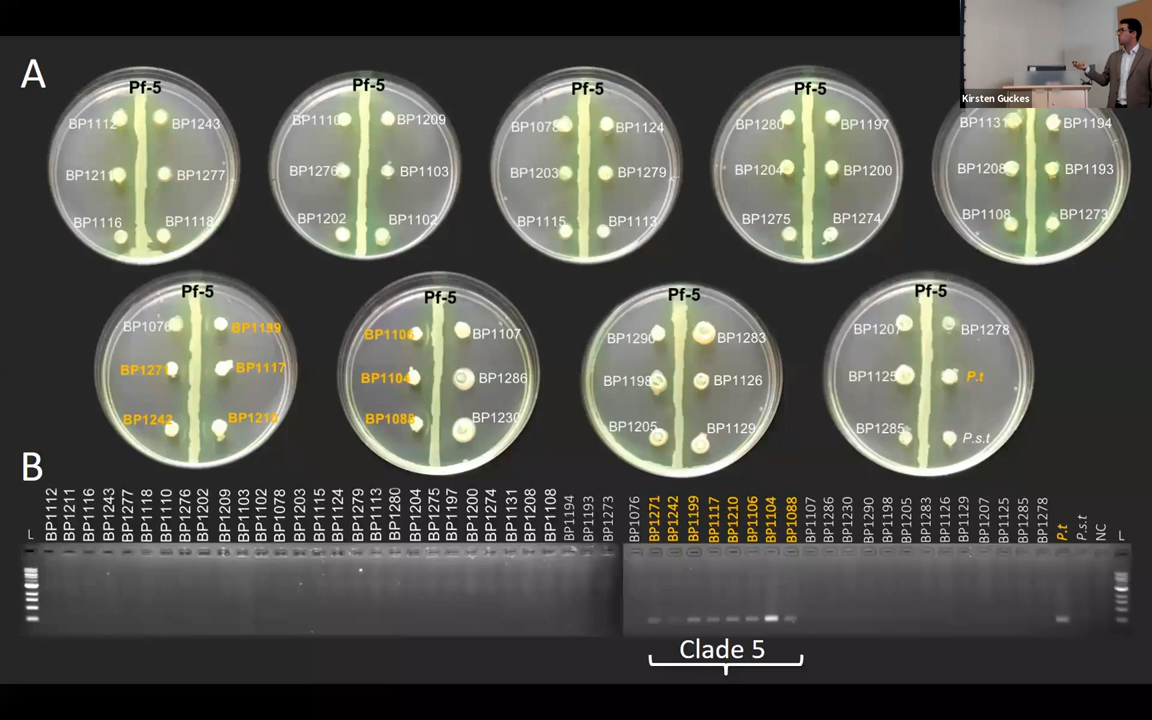 A
Pf-5
Pf-5
Pf-5
Pf-5
Kirsten Guckes
BP1112
BP1243
BP1110
BP1209
BP1078
BP1124
BP1280
BP1197
BP1131
BP1194
BP1211
BP1277
BP1276
BP1103
BP1203
BP1279
BP1204
BP1200
BP1208
BP1193
BP1116
BP1118
BP1202
BP1102
BP1115
BP1113
BP1275
BP1274
BP1108
BP1273
Pf-5
Pf-5
Pf-5
Pf-5
BP1076
BP1199
BP1106
BP1107
BP1290
BP1283
BP1207
BP1278
BP1271
BP1117
BP1104
BP1286
BP1198
BP1126
BP1125
P.t
BP1242
BP1210
BP1088
BP1230
BP1205
BP1129
BP1285
P.s.t
B
L
BP1112
BP1211
BP1116
BP1243
BP1277
BP1118
BP1110
BP1276
BP1202
BP1209
BP1103
BP1102
BP1078
BP1203
BP1115
BP1124
BP1279
BP1113
BP1280
BP1204
BP1275
BP1197
BP1200
BP1274
BP1131
BP1208
BP1108
BP1194
BP1193
BP1273
BP1076
BP1271
BP1242
BP1199
BP1117
BP1210
BP1106
BP1104
BP1088
BP1107
BP1286
BP1230
BP1290
BP1198
BP1205
BP1283
BP1126
BP1129
BP1207
BP1125
BP1285
BP1278
P.t
P.s.t
NC
L
Clade 5